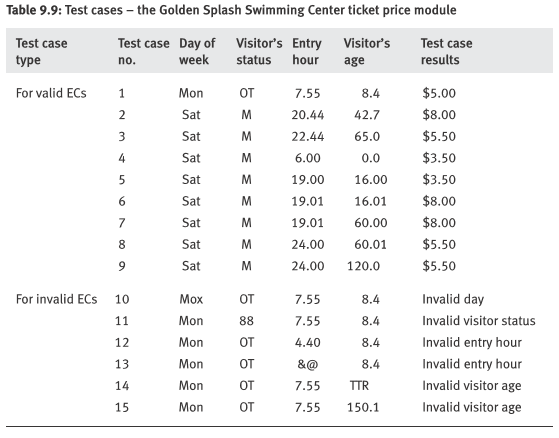 Table 9.9: Test cases – the Golden Splash Swimming Center ticket price module
Test case Test case Day of Visitor's Entry Visitor's Test case
type no. week status hour age results
For valid ECs 1 Mon OT 7.55 8.4 $5.00
2 Sat M 20.44 42.7 $8.00
3 Sat M 22.44 65.0 $5.50
4 Sat M 6.00 0.0 $3.50
5 Sat M 19.00 16.00 $3.50
6 Sat M 19.01 16.01 $8.00
7 Sat M 19.01 60.00 $8.00
8 Sat M 24.00 60.01 $5.50
9 Sat M 24.00 120.0 $5.50
For invalid ECs 10 Mox OT 7.55 8.4 Invalid day
11 Mon 88 7.55 8.4 Invalid visitor status
12 Mon OT 4.40 8.4 Invalid entry hour
13 Mon OT &@ 8.4 Invalid entry hour
14 Mon OT 7.55 TTR Invalid visitor age
15 Mon OT 7.55 150.1 Invalid visitor age